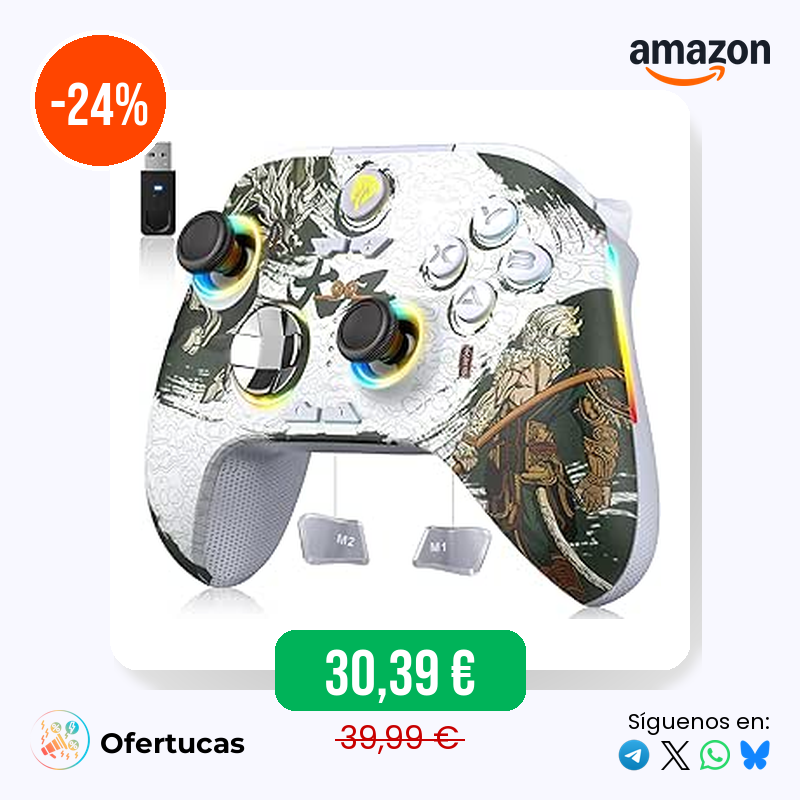 -24%
amazon
Y
X
B
A
M2
M1
30,39 €
39,99 €
Ofertucas
Síguenos en: